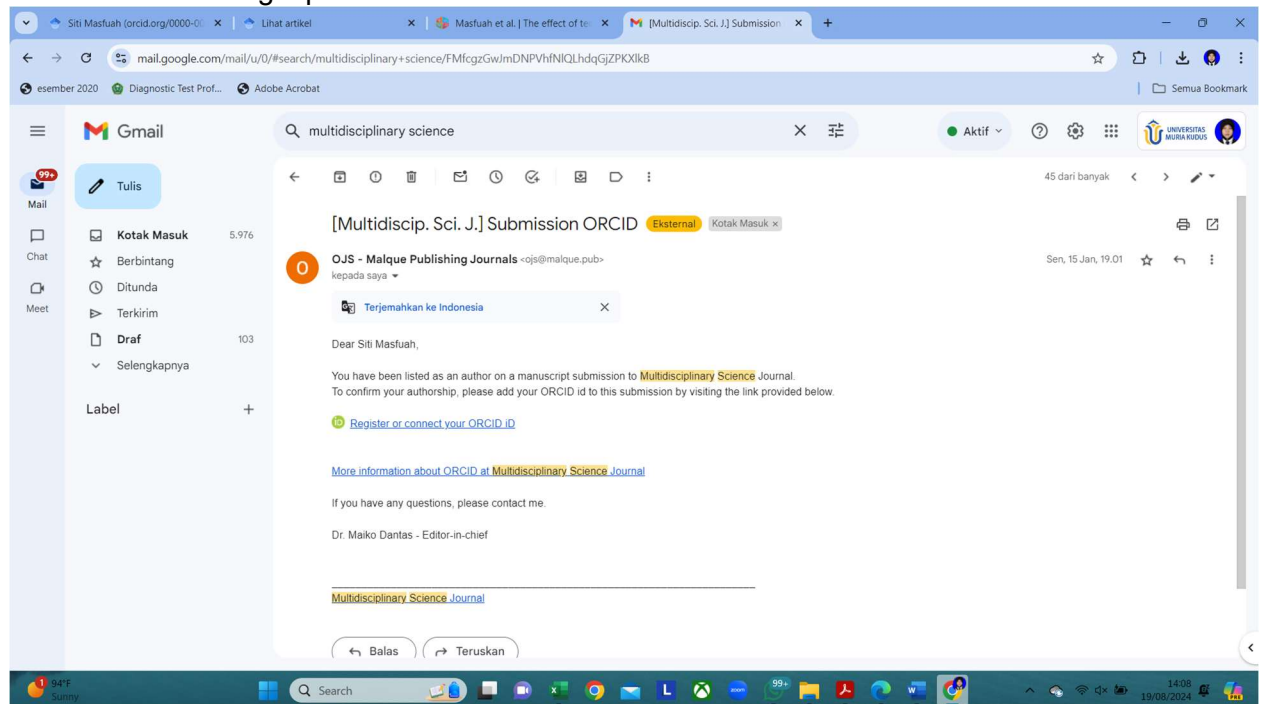 Siti Masfuah (orcid.org/0000-0
Lihat artikel
Masfuah et al. | The effect of te
[Multidiscip. Sci. J.] Submission
mail.google.com/mail/u/0/#search/multidisciplinary+science/FMfcgzGwJmDNPVhfNlQLhdqGjZPKXlkB
esember 2020
Diagnostic Test Prof...
Adobe Acrobat
Semua Bookmark
Gmail
multidisciplinary science
Aktif
UNIVERSITAS
MURIA KUDUS
99+
Mail
Chat
Meet
Tulis
Kotak Masuk 5.976
Berbintang
Ditunda
Terkirim
Draf 103
Selengkapnya
Label
45 dari banyak
[Multidiscip. Sci. J.] Submission ORCID Eksternal Kotak Masuk ×
O
OJS - Malque Publishing Journals <ojs@malque.pub>
Sen, 15 Jan, 19.01
kepada saya
Terjemahkan ke Indonesia
Dear Siti Masfuah,
You have been listed as an author on a manuscript submission to Multidisciplinary Science Journal.
To confirm your authorship, please add your ORCID id to this submission by visiting the link provided below.
iD Register or connect your ORCID iD
More information about ORCID at Multidisciplinary Science Journal
If you have any questions, please contact me.
Dr. Maiko Dantas - Editor-in-chief
Multidisciplinary Science Journal
Balas
Teruskan
1
94°F
Sunny
Search
L
zoom
99+
14:08
19/08/2024